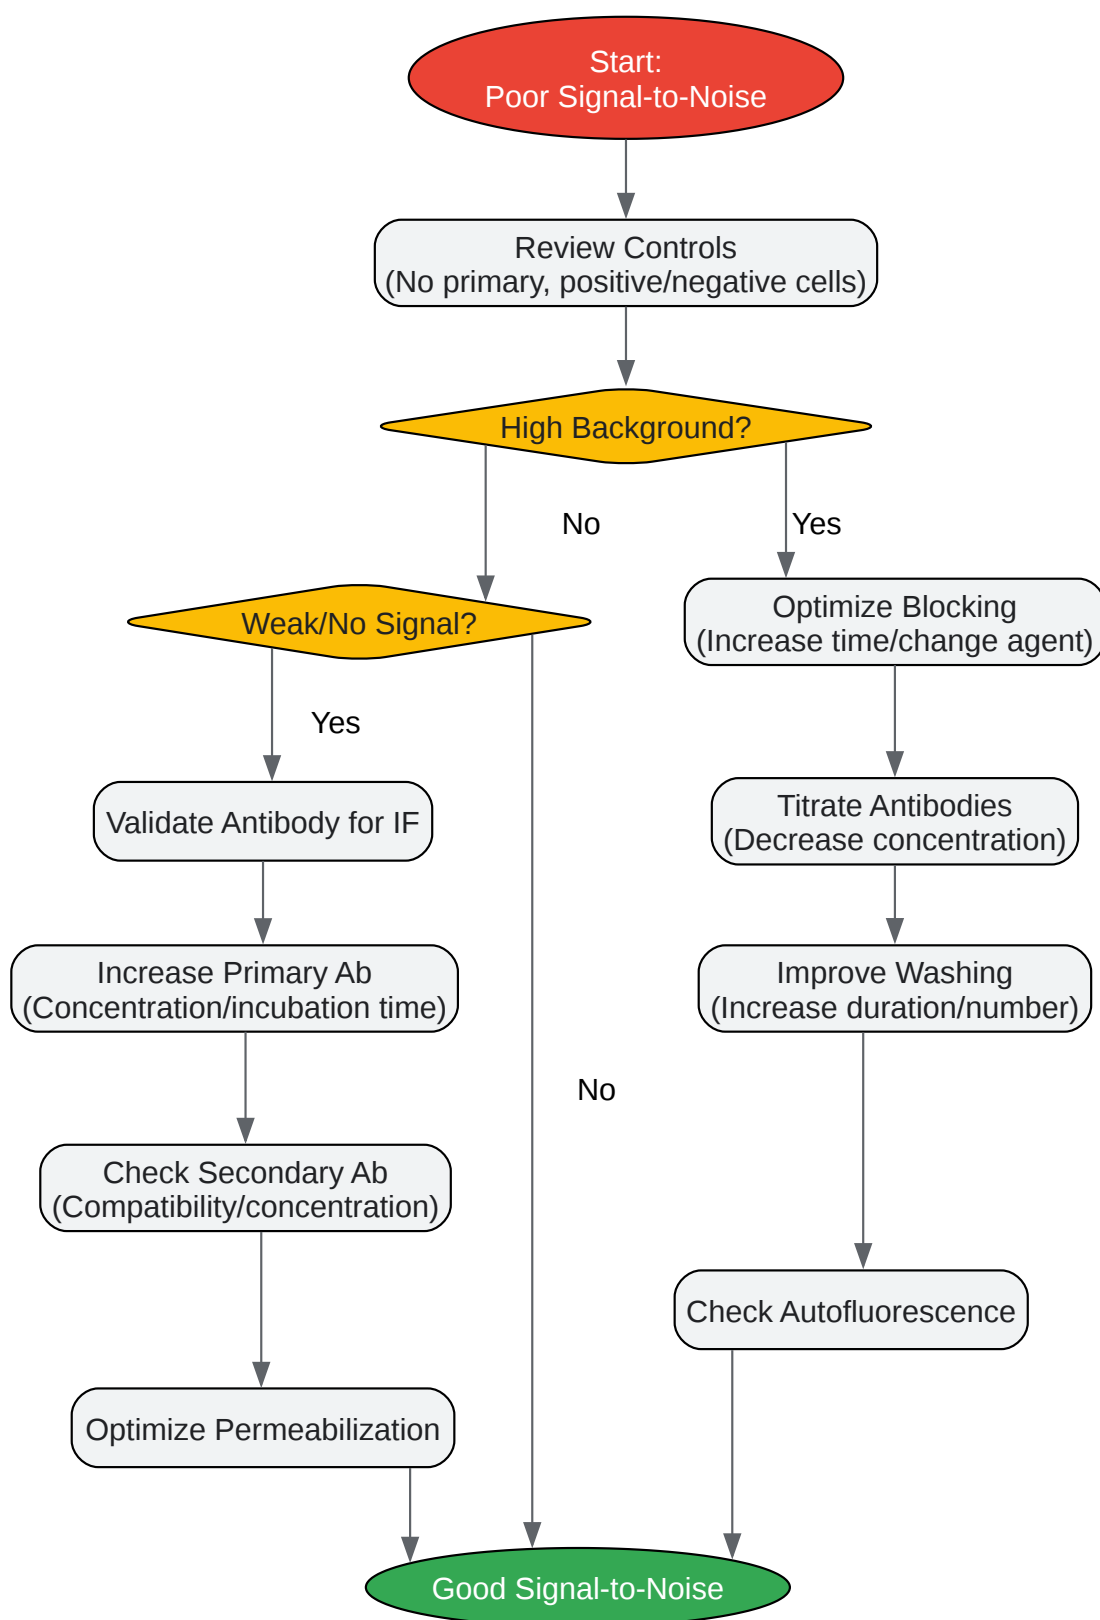 Start:
Poor Signal-to-Noise
Review Controls
(No primary, positive/negative cells)
High Background?
No
Yes
Weak/No Signal?
Optimize Blocking
(Increase time/change agent)
Yes
Validate Antibody for IF
Titrate Antibodies
(Decrease concentration)
Increase Primary Ab
(Concentration/incubation time)
Improve Washing
(Increase duration/number)
No
Check Secondary Ab
(Compatibility/concentration)
Check Autofluorescence
Optimize Permeabilization
Good Signal-to-Noise